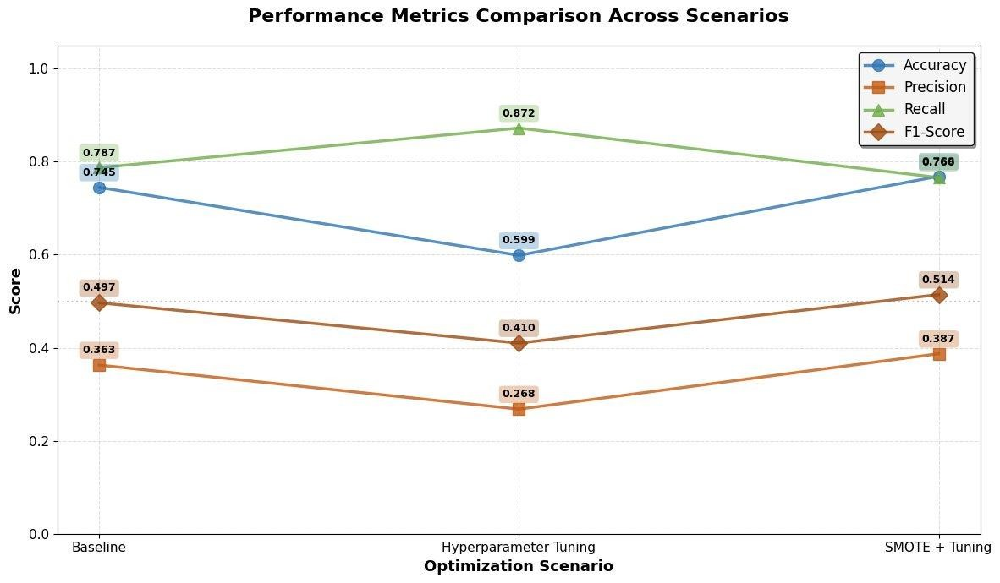 Performance Metrics Comparison Across Scenarios
Accuracy
Precision
Recall
F1-Score
Score
1.0
0.8
0.6
0.4
0.2
0.0
0.787
0.745
0.497
0.363
0.872
0.599
0.410
0.268
0.766
0.514
0.387
Baseline
Hyperparameter Tuning
SMOTE + Tuning
Optimization Scenario